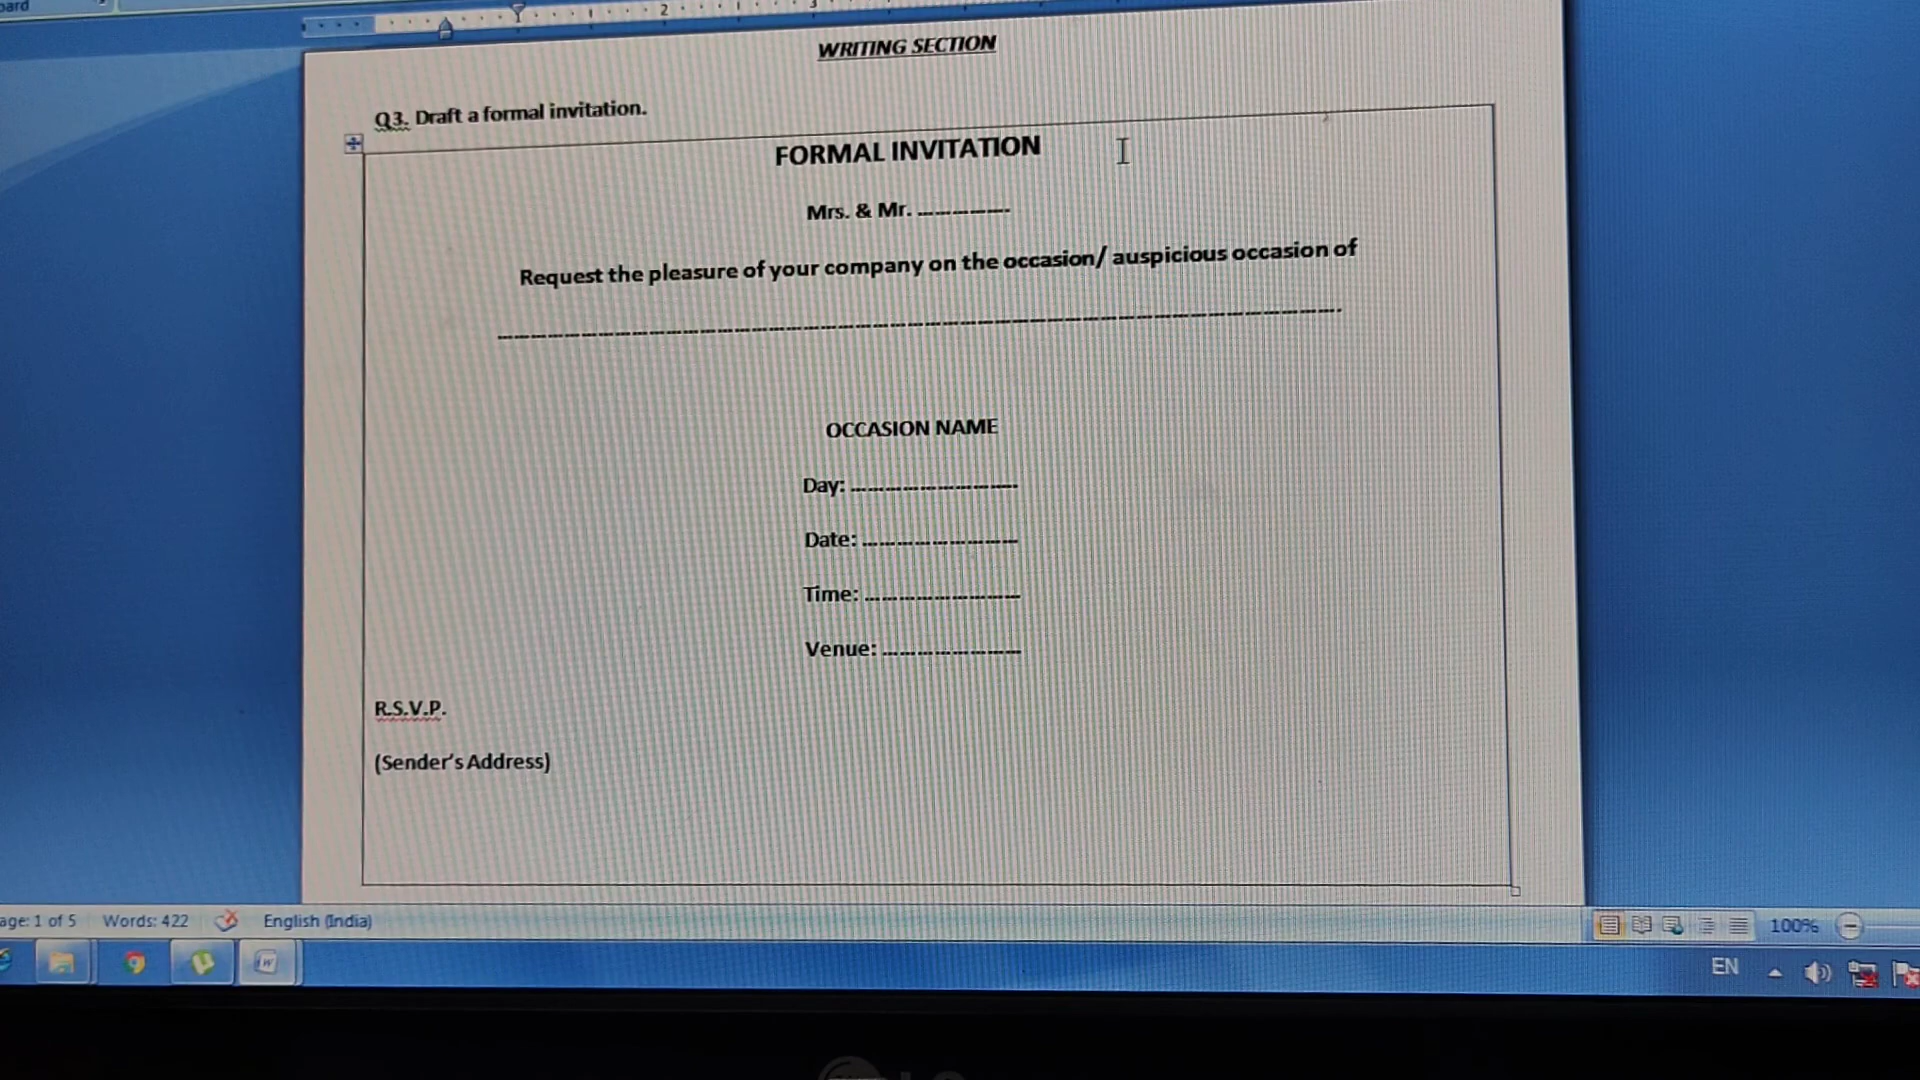 WRITING SECTION
Q3. Draft a formal invitation.
FORMAL INVITATION
Mrs. & Mr. ................
Request the pleasure of your company on the occasion/ auspicious occasion of
................................................................................
OCCASION NAME
Day: ............................
Date: ..........................
Time: ..........................
Venue: ........................
R.S.V.P.
(Sender's Address)
age: 1 of 5 Words: 422 English (India) 100%
EN